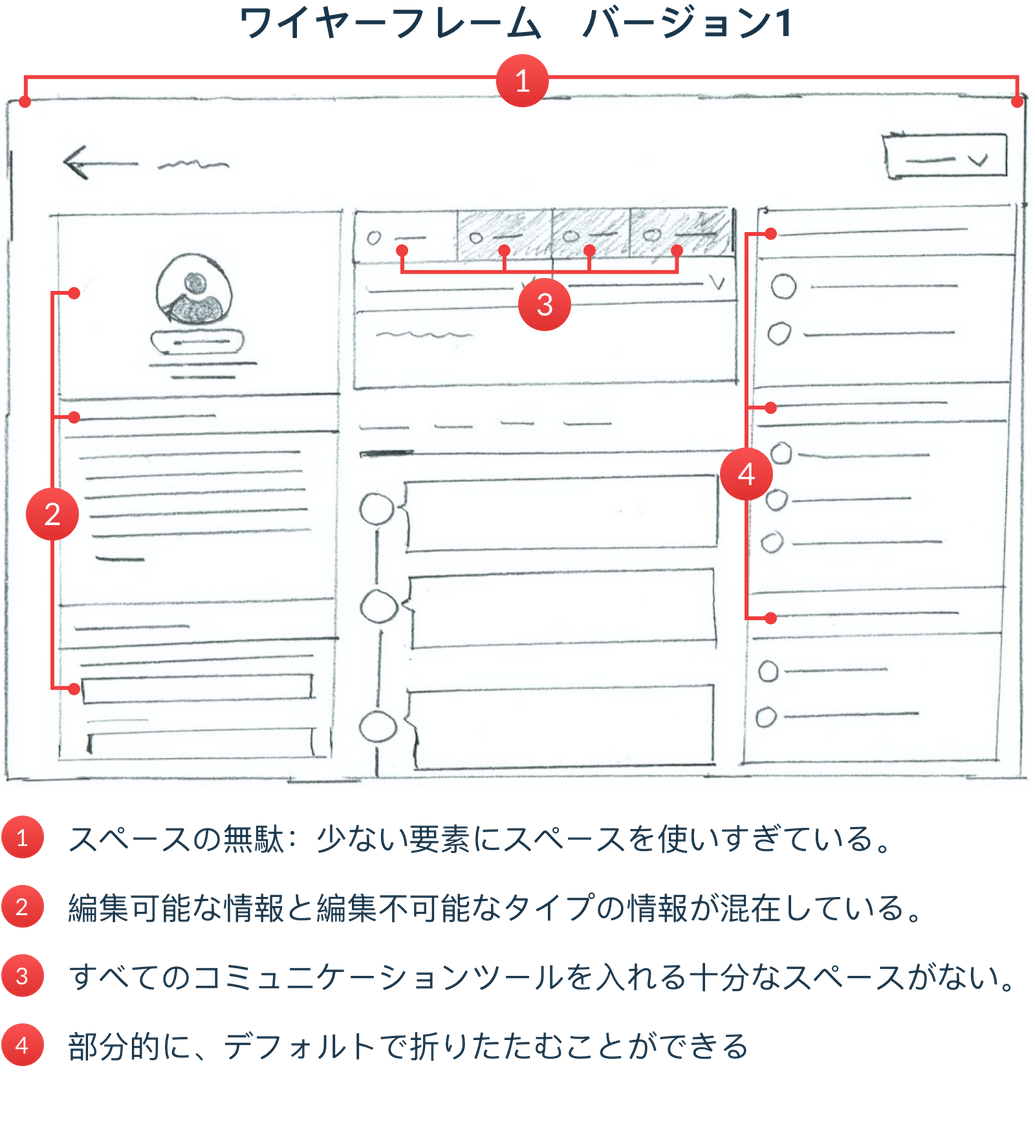 ワイヤーフレーム　バージョン1
1
3
4
2
1 スペースの無駄：少ない要素にスペースを使いすぎている。
2 編集可能な情報と編集不可能なタイプの情報が混在している。
3 すべてのコミュニケーションツールを入れる十分なスペースがない。
4 部分的に、デフォルトで折りたたむことができる